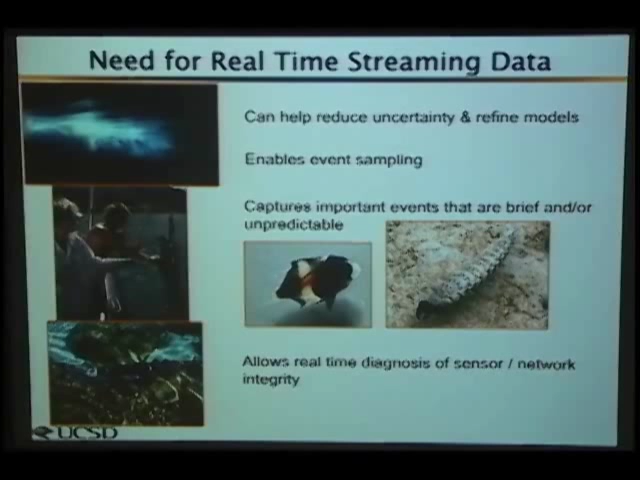 Need for Real Time Streaming Data
Can help reduce uncertainty & refine models
Enables event sampling
Captures important events that are brief and/or
unpredictable
Allows real time diagnosis of sensor / network
integrity
UCSD